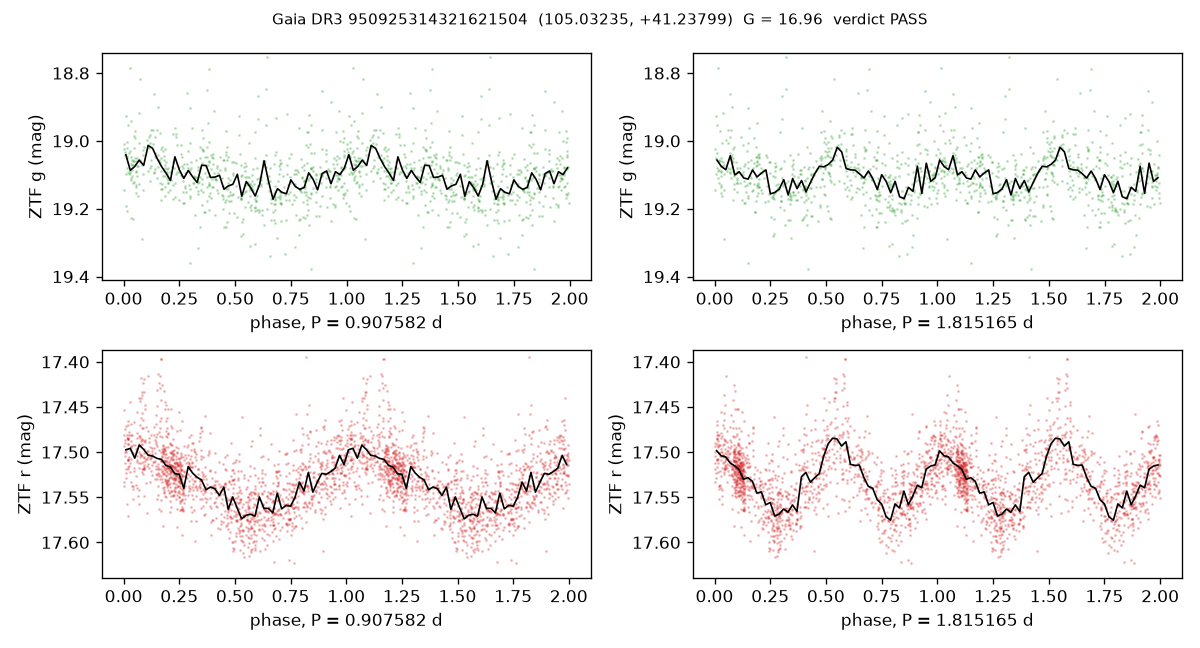 Gaia DR3 950925314321621504 (105.03235, +41.23799) G = 16.96 verdict PASS
ZTF g (mag)
18.8
19.0
19.2
19.4
0.00 0.25 0.50 0.75 1.00 1.25 1.50 1.75 2.00
phase, P = 0.907582 d
ZTF g (mag)
18.8
19.0
19.2
19.4
0.00 0.25 0.50 0.75 1.00 1.25 1.50 1.75 2.00
phase, P = 1.815165 d
ZTF r (mag)
17.40
17.45
17.50
17.55
17.60
0.00 0.25 0.50 0.75 1.00 1.25 1.50 1.75 2.00
phase, P = 0.907582 d
ZTF r (mag)
17.40
17.45
17.50
17.55
17.60
0.00 0.25 0.50 0.75 1.00 1.25 1.50 1.75 2.00
phase, P = 1.815165 d